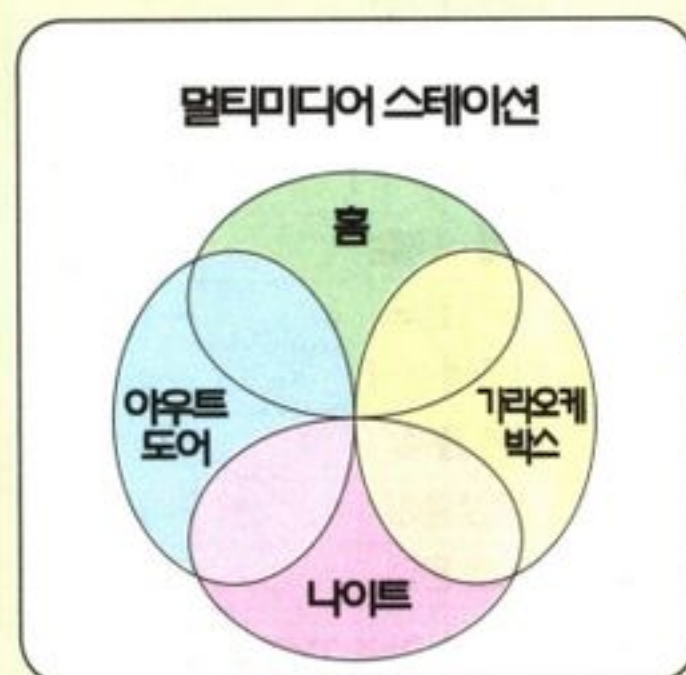 멀티미디어 스테이션
홈
아우트
도어
가라오케
박스
나이트